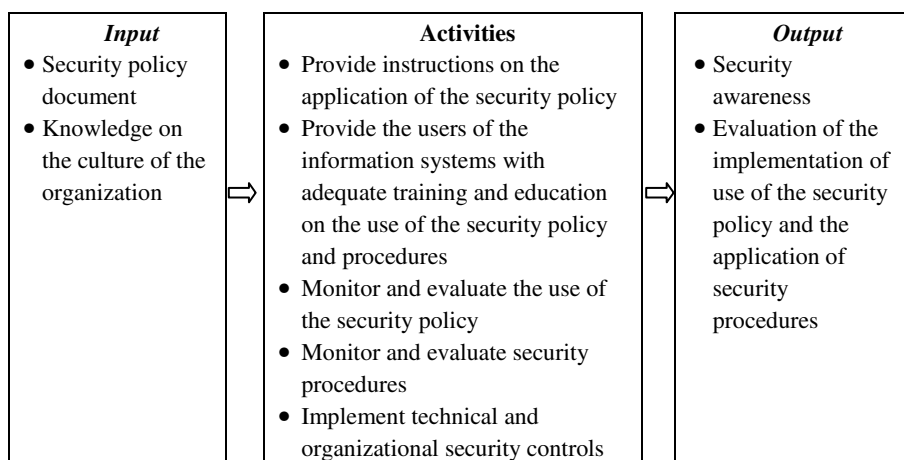 Input
• Security policy
document
• Knowledge on
the culture of the
organization
Activities
• Provide instructions on the
application of the security policy
• Provide the users of the
information systems with
adequate training and education
on the use of the security policy
and procedures
• Monitor and evaluate the use of
the security policy
• Monitor and evaluate security
procedures
• Implement technical and
organizational security controls
Output
• Security
awareness
• Evaluation of the
implementation of
use of the security
policy and the
application of
security
procedures